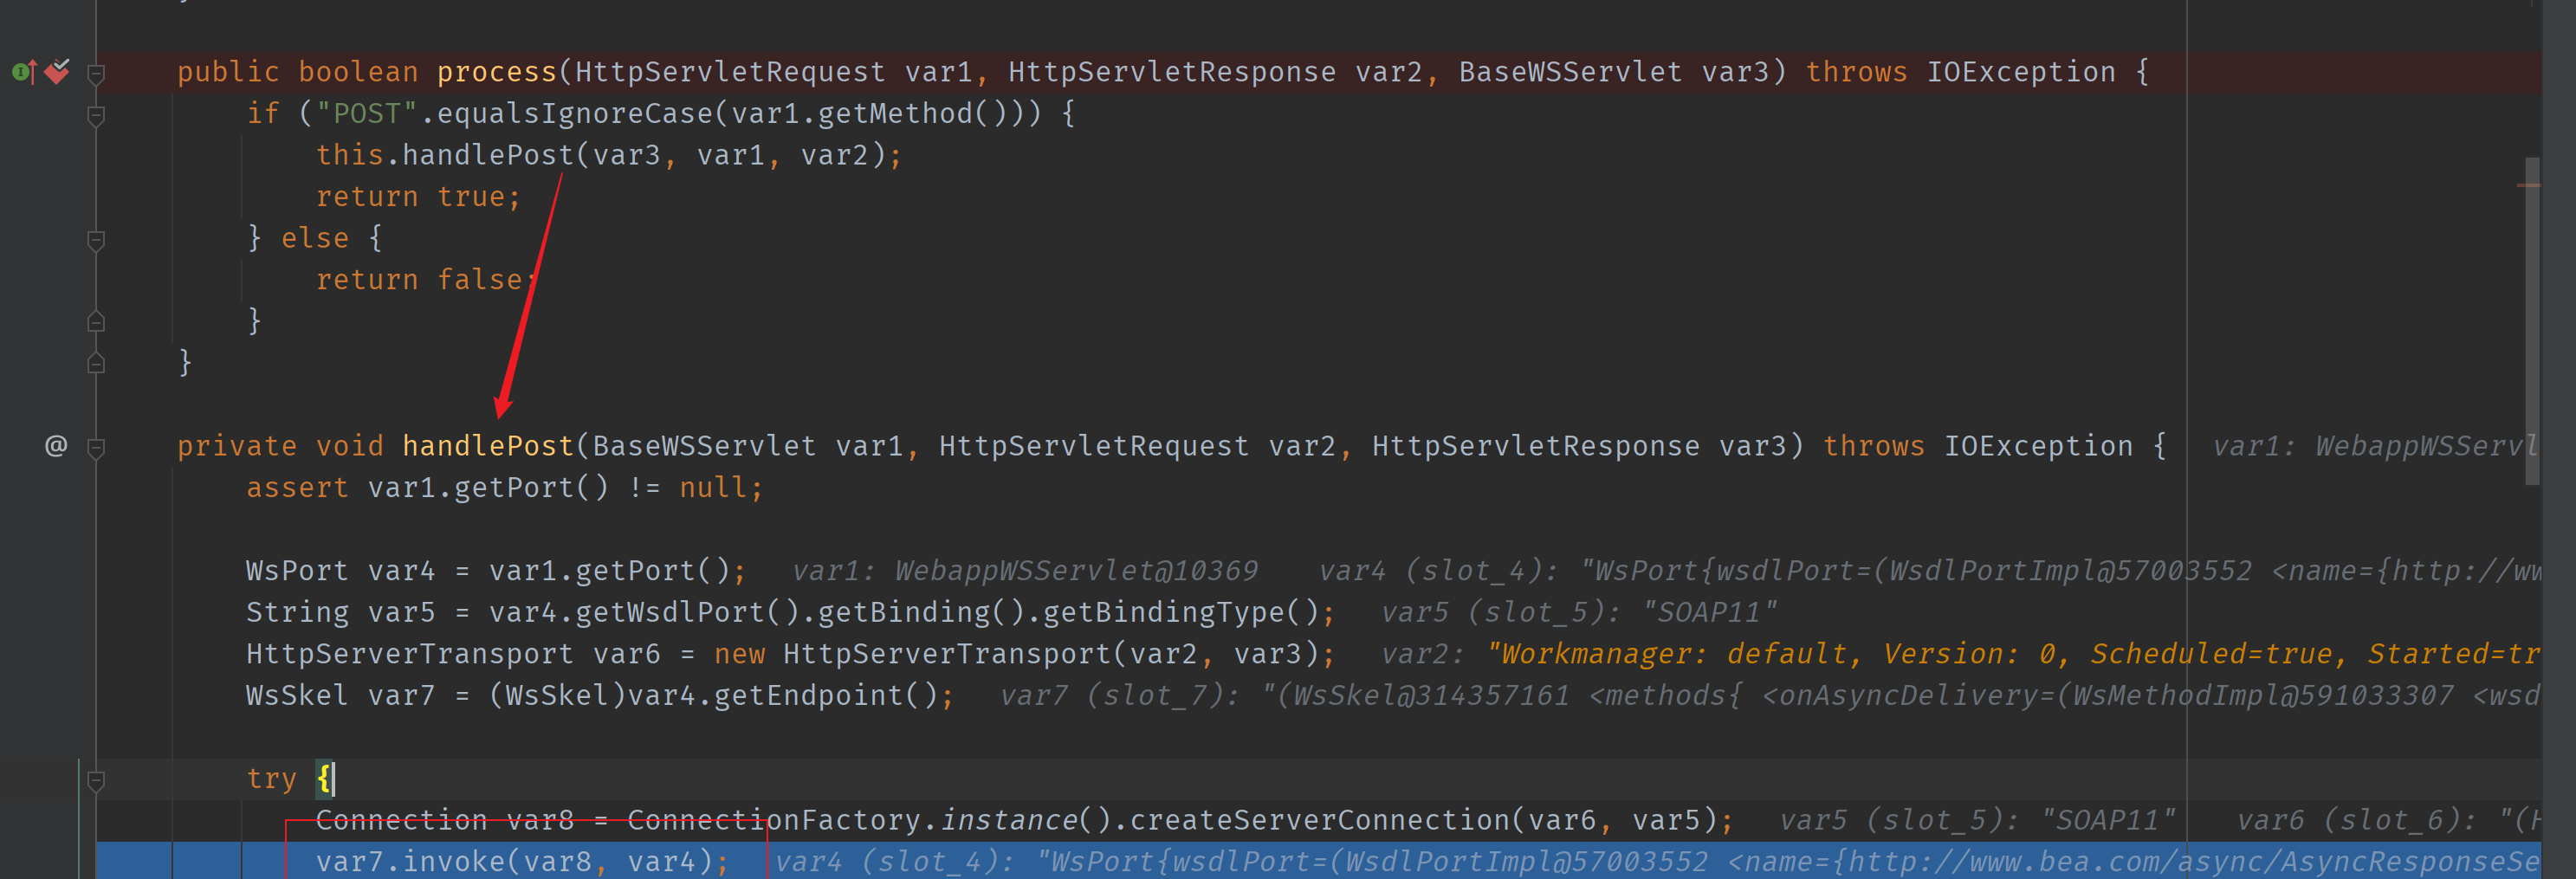 }
public boolean process(HttpServletRequest var1, HttpServletResponse var2, BaseWSServlet var3) throws IOException {
if ("POST".equalsIgnoreCase(var1.getMethod())) {
this.handlePost(var3, var1, var2);
return true;
} else {
return false;
}
}
@ private void handlePost(BaseWSServlet var1, HttpServletRequest var2, HttpServletResponse var3) throws IOException { var1: WebappWSServl
assert var1.getPort() != null;
WsPort var4 = var1.getPort(); var1: WebappWSServlet@10369 var4 (slot_4): "WsPort{wsdlPort=(WsdlPortImpl@57003552 <name={http://ww
String var5 = var4.getWsdlPort().getBinding().getBindingType(); var5 (slot_5): "SOAP11"
HttpServerTransport var6 = new HttpServerTransport(var2, var3); var2: "Workmanager: default, Version: 0, Scheduled=true, Started=tr
WsSkel var7 = (WsSkel)var4.getEndpoint(); var7 (slot_7): "(WsSkel@314357161 <methods{ <onAsyncDelivery=(WsMethodImpl@591033307 <wsd
try {
Connection var8 = ConnectionFactory.instance().createServerConnection(var6, var5); var5 (slot_5): "SOAP11" var6 (slot_6): "(H
var7.invoke(var8, var4); var4 (slot_4): "WsPort{wsdlPort=(WsdlPortImpl@57003552 <name={http://www.bea.com/async/AsyncResponseSe